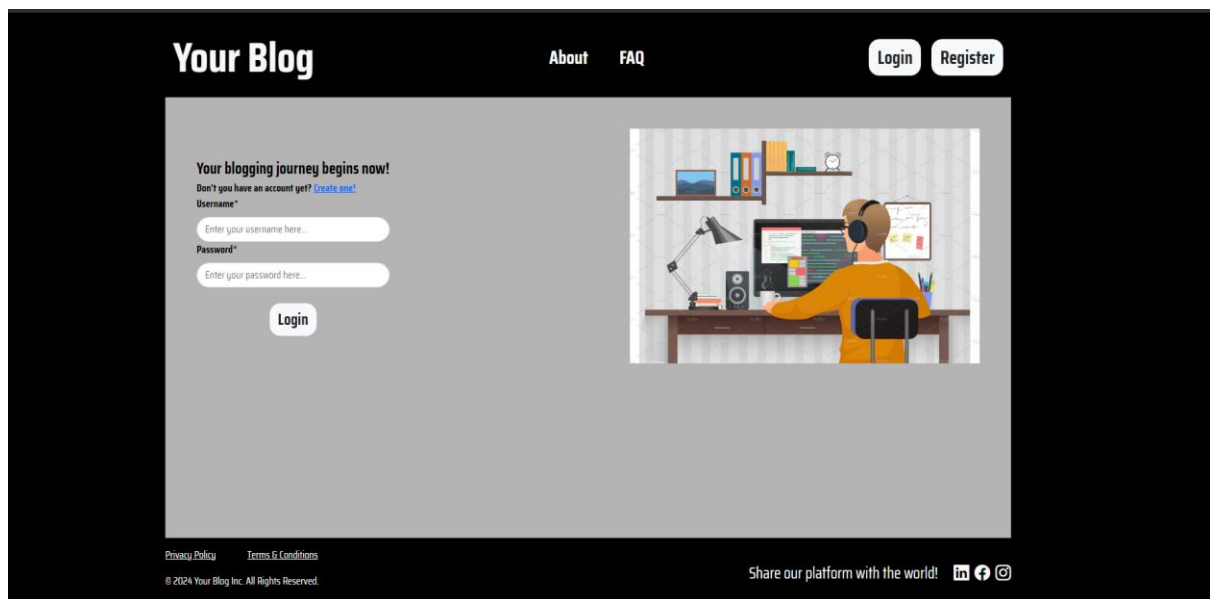 Your Blog
About FAQ
Login Register
Your blogging journey begins now!
Don't you have an account yet? Create one!
Username*
Enter your username here...
Password*
Enter your password here...
Login
Privacy Policy Terms & Conditions
© 2024 Your Blog Inc. All Rights Reserved.
Share our platform with the world!